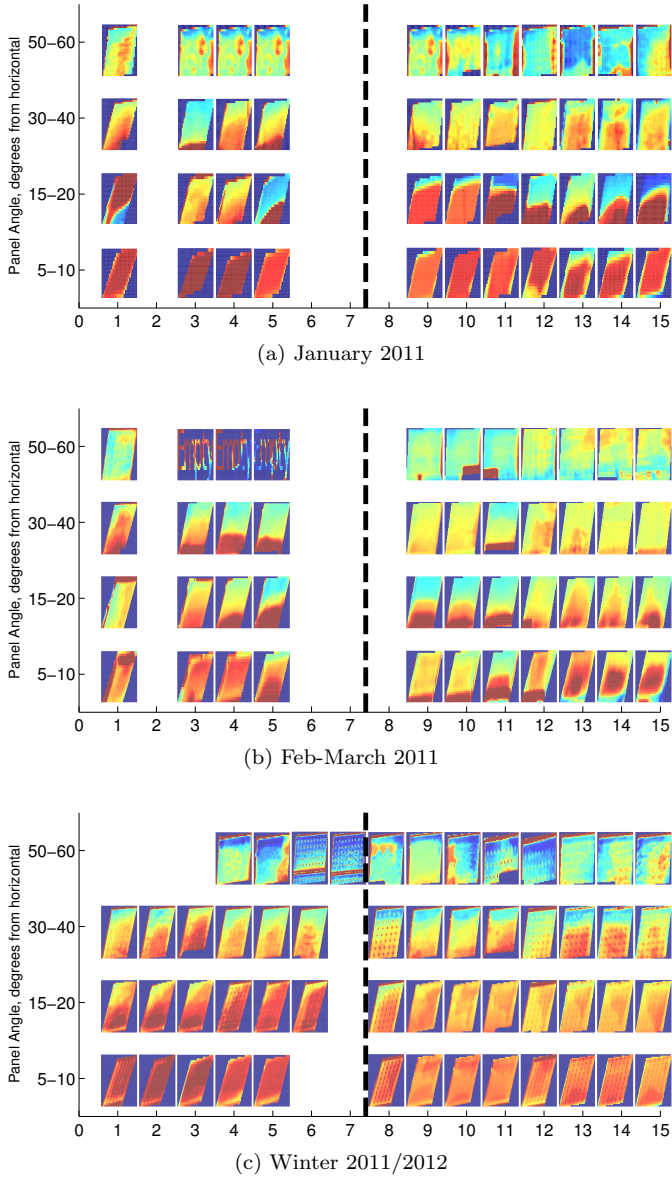 Panel Angle, degrees from horizontal
50−60
30−40
15−20
5−10
0 1 2 3 4 5 6 7 8 9 10 11 12 13 14 15
(a) January 2011
Panel Angle, degrees from horizontal
50−60
30−40
15−20
5−10
0 1 2 3 4 5 6 7 8 9 10 11 12 13 14 15
(b) Feb-March 2011
Panel Angle, degrees from horizontal
50−60
30−40
15−20
5−10
0 1 2 3 4 5 6 7 8 9 10 11 12 13 14 15
(c) Winter 2011/2012